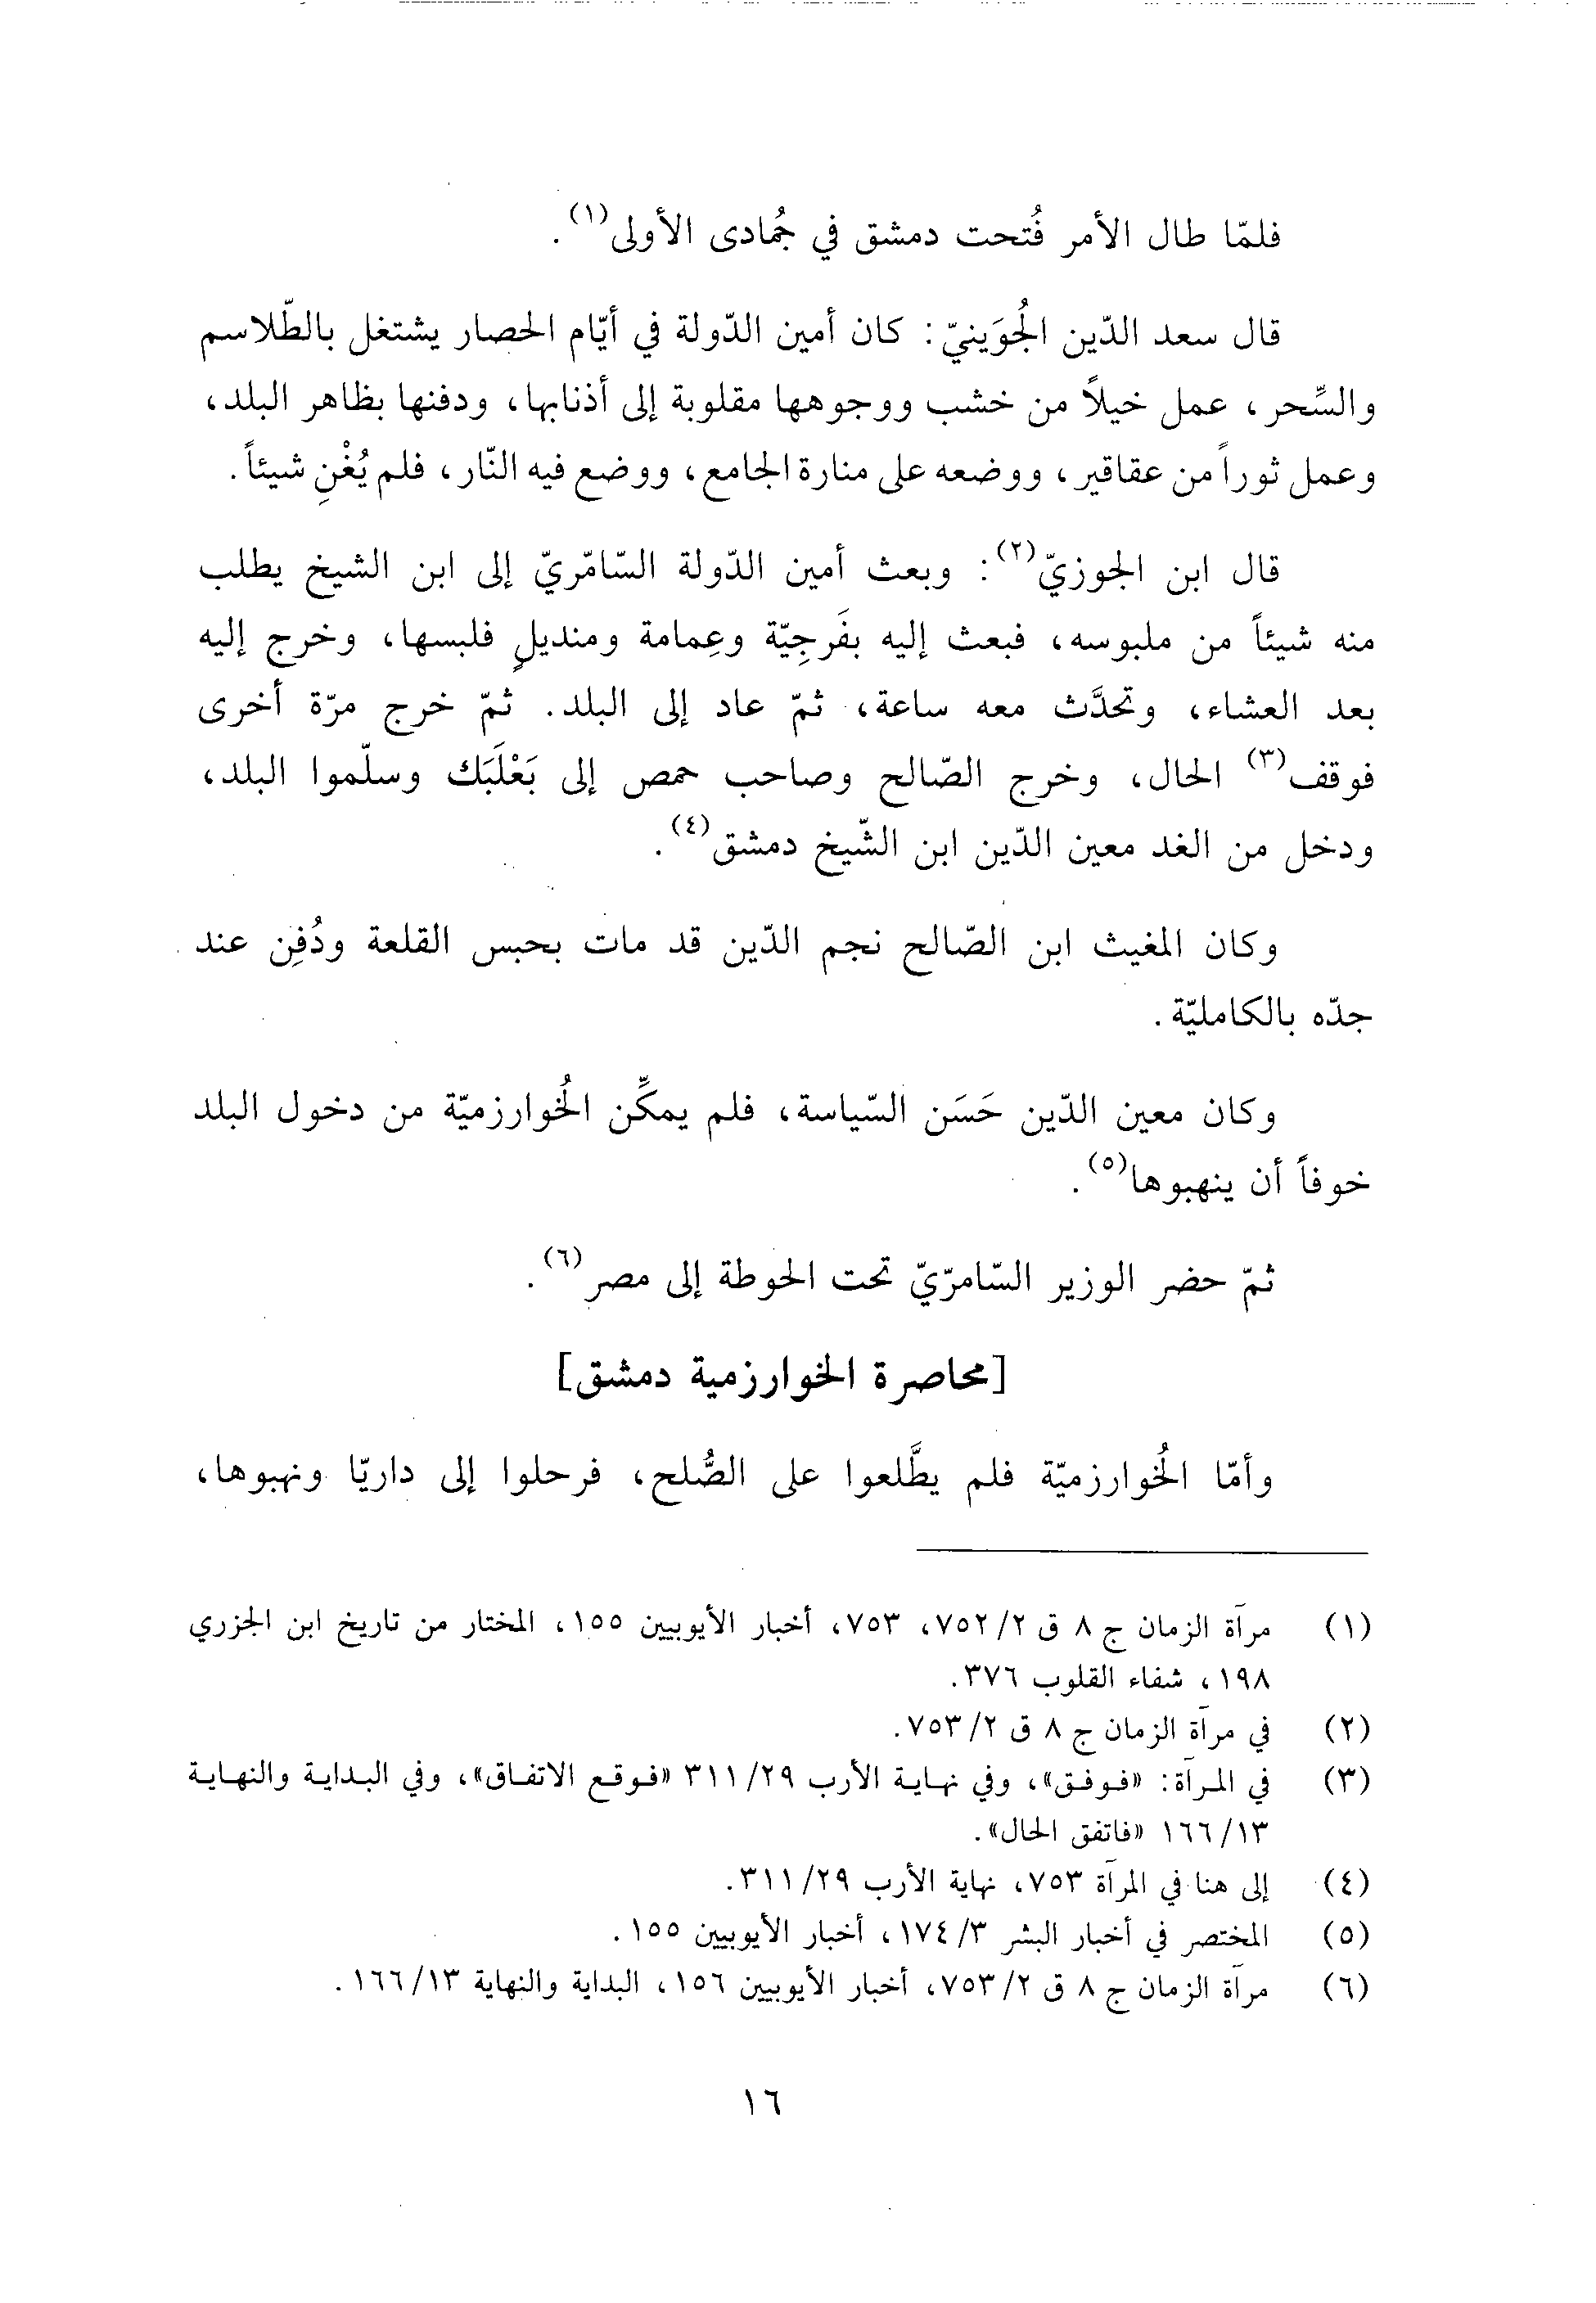 فلمّا طال الأمر فُتحت دمشق في جُمادى الأولى(١).
قال سعد الدّين الجُوَينيّ: كان أمين الدّولة في أيّام الحصار يشتغل بالطّلاسم
والسِّحر، عمل خيلاً من خشب ووجوهها مقلوبة إلى أذنابها، ودفنها بظاهر البلد،
وعمل ثوراً من عقاقير، ووضعه على منارة الجامع، ووضع فيه النّار، فلم يُغْنِ شيئاً.
قال ابن الجوزيّ(٢): وبعث أمين الدّولة السّامّريّ إلى ابن الشيخ يطلب
منه شيئاً من ملبوسه، فبعث إليه بفَرجِيّة وعِمامة ومنديلٍ فلبسها، وخرج إليه
بعد العشاء، وتحدَّث معه ساعة، ثمّ عاد إلى البلد. ثمّ خرج مرّة أخرى
فوقف(٣) الحال، وخرج الصّالح وصاحب حمص إلى بَعْلَبَك وسلّموا البلد،
ودخل من الغد معين الدّين ابن الشّيخ دمشق(٤).
وكان المغيث ابن الصّالح نجم الدّين قد مات بحبس القلعة ودُفِن عند
جدّه بالكامليّة.
وكان معين الدّين حَسَن السّياسة، فلم يمكِّن الخُوارزميّة من دخول البلد
خوفاً أن ينهبوها(٥).
ثمّ حضر الوزير السّامرّيّ تحت الحوطة إلى مصر(٦).
[محاصرة الخوارزمية دمشق]
وأمّا الخُوارزميّة فلم يطَّلعوا على الصُّلح، فرحلوا إلى داريّا ونهبوها،
(١) مرآة الزمان ج ٨ ق ٧٥٢/٢، ٧٥٣، أخبار الأيوبيين ١٥٥، المختار من تاريخ ابن الجزري
١٩٨، شفاء القلوب ٣٧٦.
(٢) في مرآة الزمان ج ٨ ق ٧٥٣/٢.
(٣) في المرآة: «فوفق»، وفي نهاية الأرب ٣١١/٢٩ «فوقع الاتفاق»، وفي البداية والنهاية
١٦٦/١٣ «فاتفق الحال».
(٤) إلى هنا في المرآة ٧٥٣، نهاية الأرب ٣١١/٢٩.
(٥) المختصر في أخبار البشر ١٧٤/٣، أخبار الأيوبيين ١٥٥.
(٦) مرآة الزمان ج ٨ ق ٧٥٣/٢، أخبار الأيوبيين ١٥٦، البداية والنهاية ١٦٦/١٣.
١٦